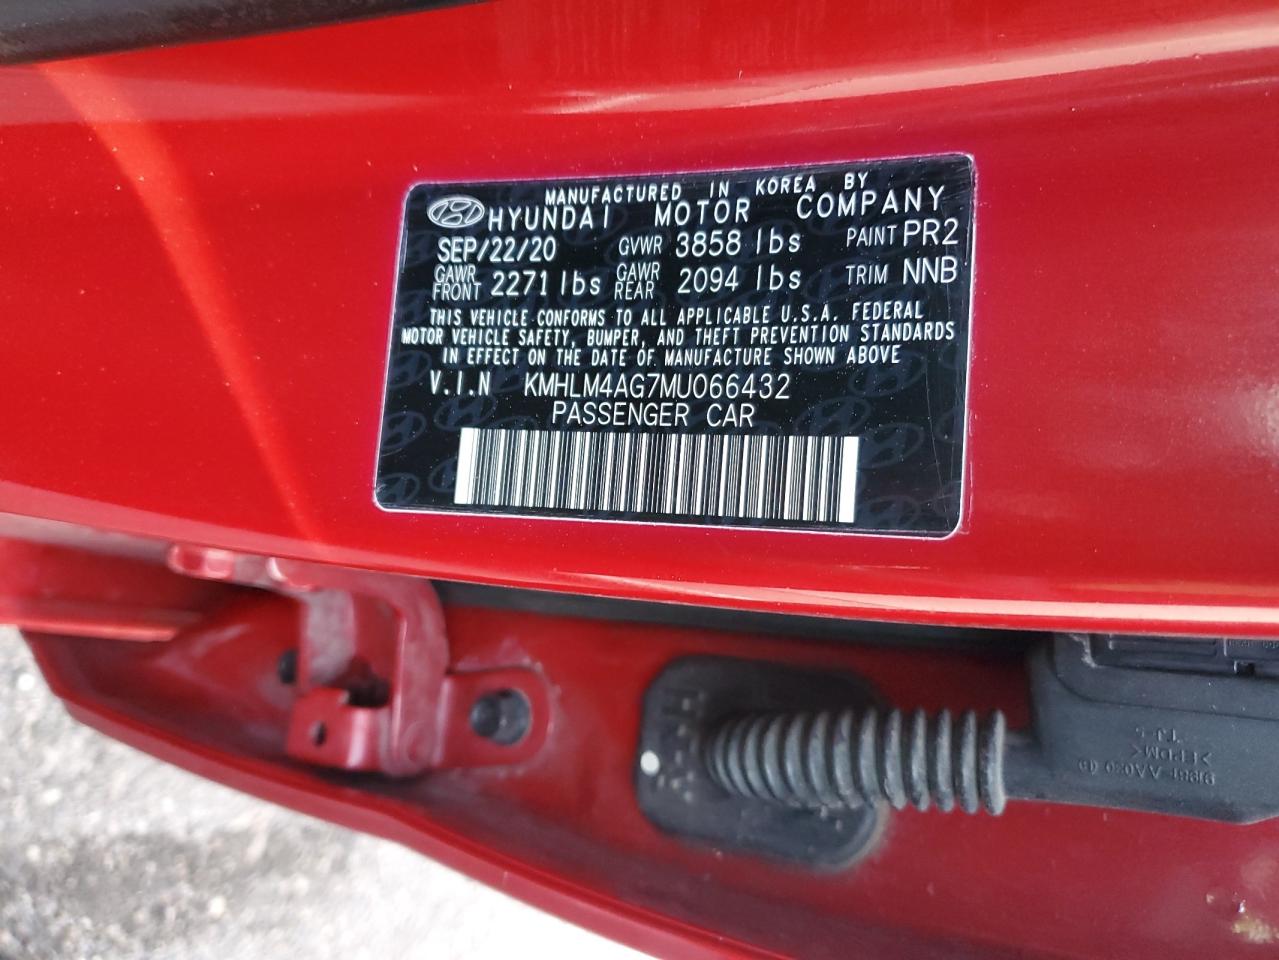 MANUFACTURED IN KOREA BY
HYUNDAI MOTOR COMPANY
SEP/22/20 GVWR 3858 lbs PAINT PR2
GAWR FRONT 2271 lbs GAWR REAR 2094 lbs TRIM NNB
THIS VEHICLE CONFORMS TO ALL APPLICABLE U.S.A. FEDERAL
MOTOR VEHICLE SAFETY, BUMPER, AND THEFT PREVENTION STANDARDS
IN EFFECT ON THE DATE OF MANUFACTURE SHOWN ABOVE
V.I.N KMHLM4AG7MU066432
PASSENGER CAR
>EPDM<